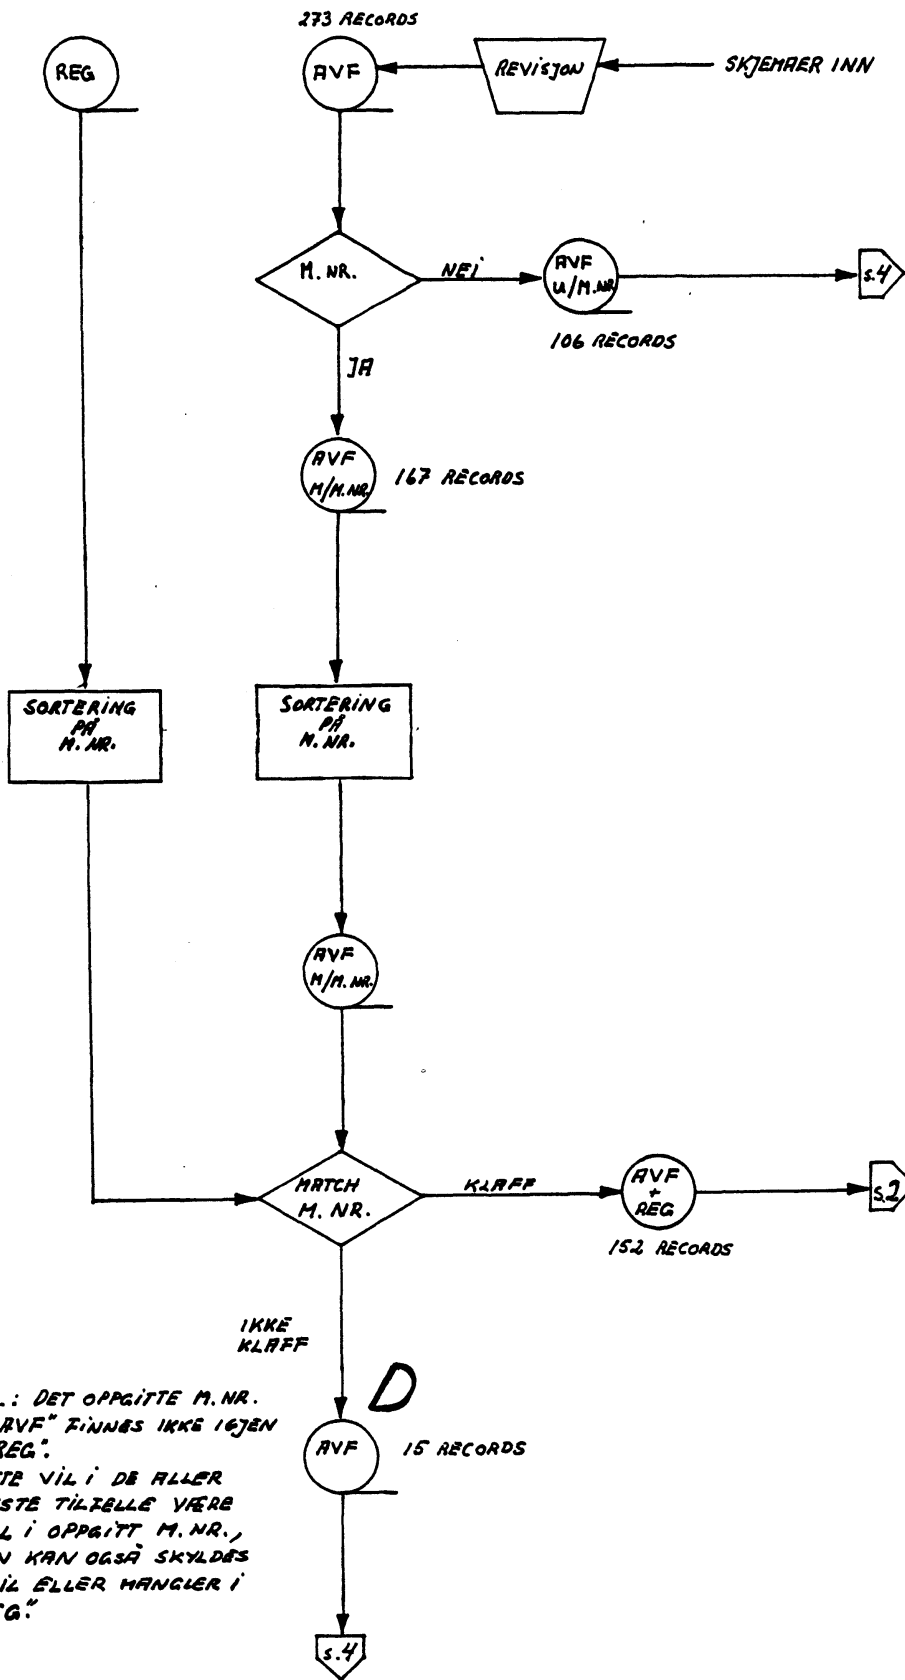 273 RECORDS
REG
AVF
REVISJON
SKJEMAER INN
M. NR.
NEI
AVF
U/M.NR
s.4
106 RECORDS
JA
AVF
M/M.NR.
167 RECORDS
SORTERING
PÅ
M. NR.
SORTERING
PÅ
M. NR.
AVF
M/M.NR.
MATCH
M. NR.
KLAFF
AVF
+
REG
s.2
152 RECORDS
IKKE
KLAFF
D
L: DET OPPGITTE M.NR.
AVF" FINNES IKKE IGJEN
REG".
TE VIL I DE ALLER
STE TILFELLE VÆRE
L I OPPGITT M.NR.,
N KAN OGSÅ SKYLDES
IL ELLER MANGLER I
G."
AVF
15 RECORDS
s.4